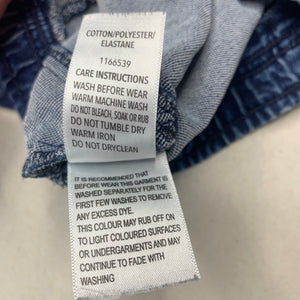 COTTON/POLYESTER/
ELASTANE
1166539
CARE INSTRUCTIONS
WASH BEFORE WEAR
WARM MACHINE WASH
DO NOT BLEACH, SOAK OR RUB
DO NOT TUMBLE DRY
WARM IRON
DO NOT DRYCLEAN
IT IS RECOMMENDED THAT
BEFORE WEAR THIS GARMENT IS
WASHED SEPARATELY FOR THE
FIRST FEW WASHES TO REMOVE
ANY EXCESS DYE.
THIS COLOUR MAY RUB OFF ON
TO LIGHT COLOURED SURFACES
OR UNDERGARMENTS AND MAY
CONTINUE TO FADE WITH
WASHING